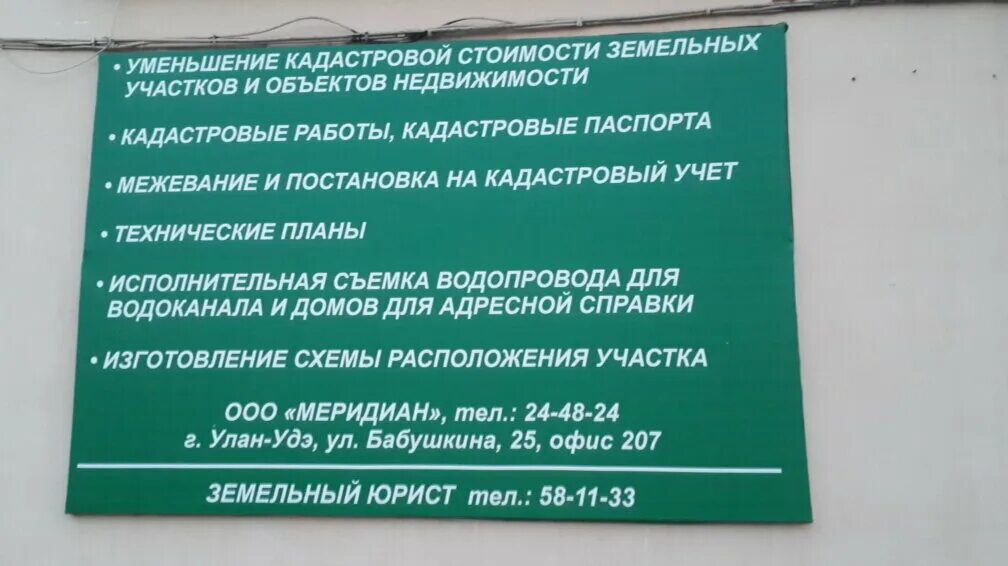 • УМЕНЬШЕНИЕ КАДАСТРОВОЙ СТОИМОСТИ ЗЕМЕЛЬНЫХ
УЧАСТКОВ И ОБЪЕКТОВ НЕДВИЖИМОСТИ
• КАДАСТРОВЫЕ РАБОТЫ, КАДАСТРОВЫЕ ПАСПОРТА
• МЕЖЕВАНИЕ И ПОСТАНОВКА НА КАДАСТРОВЫЙ УЧЕТ
• ТЕХНИЧЕСКИЕ ПЛАНЫ
• ИСПОЛНИТЕЛЬНАЯ СЪЕМКА ВОДОПРОВОДА ДЛЯ
ВОДОКАНАЛА И ДОМОВ ДЛЯ АДРЕСНОЙ СПРАВКИ
• ИЗГОТОВЛЕНИЕ СХЕМЫ РАСПОЛОЖЕНИЯ УЧАСТКА
ООО «МЕРИДИАН», тел.: 24-48-24
г. Улан-Удэ, ул. Бабушкина, 25, офис 207
ЗЕМЕЛЬНЫЙ ЮРИСТ тел.: 58-11-33